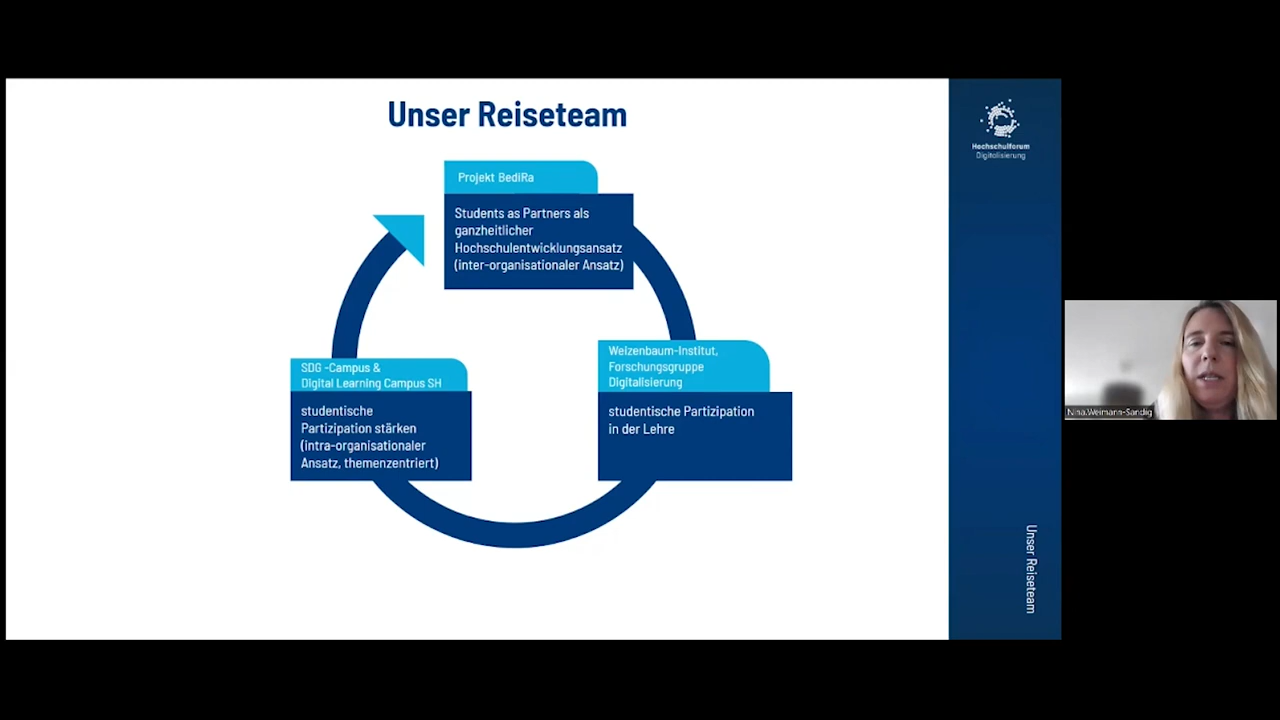 Unser Reiseteam
Projekt BediRa
Students as Partners als
ganzheitlicher
Hochschulentwicklungsansatz
(inter-organisationaler Ansatz)
SDG -Campus &
Digital Learning Campus SH
studentische
Partizipation stärken
(intra-organisationaler
Ansatz, themenzentriert)
Weizenbaum-Institut,
Forschungsgruppe
Digitalisierung
studentische Partizipation
in der Lehre
Hochschulforum
Digitalisierung
Unser Reiseteam
Nina.Weimann-Sandig